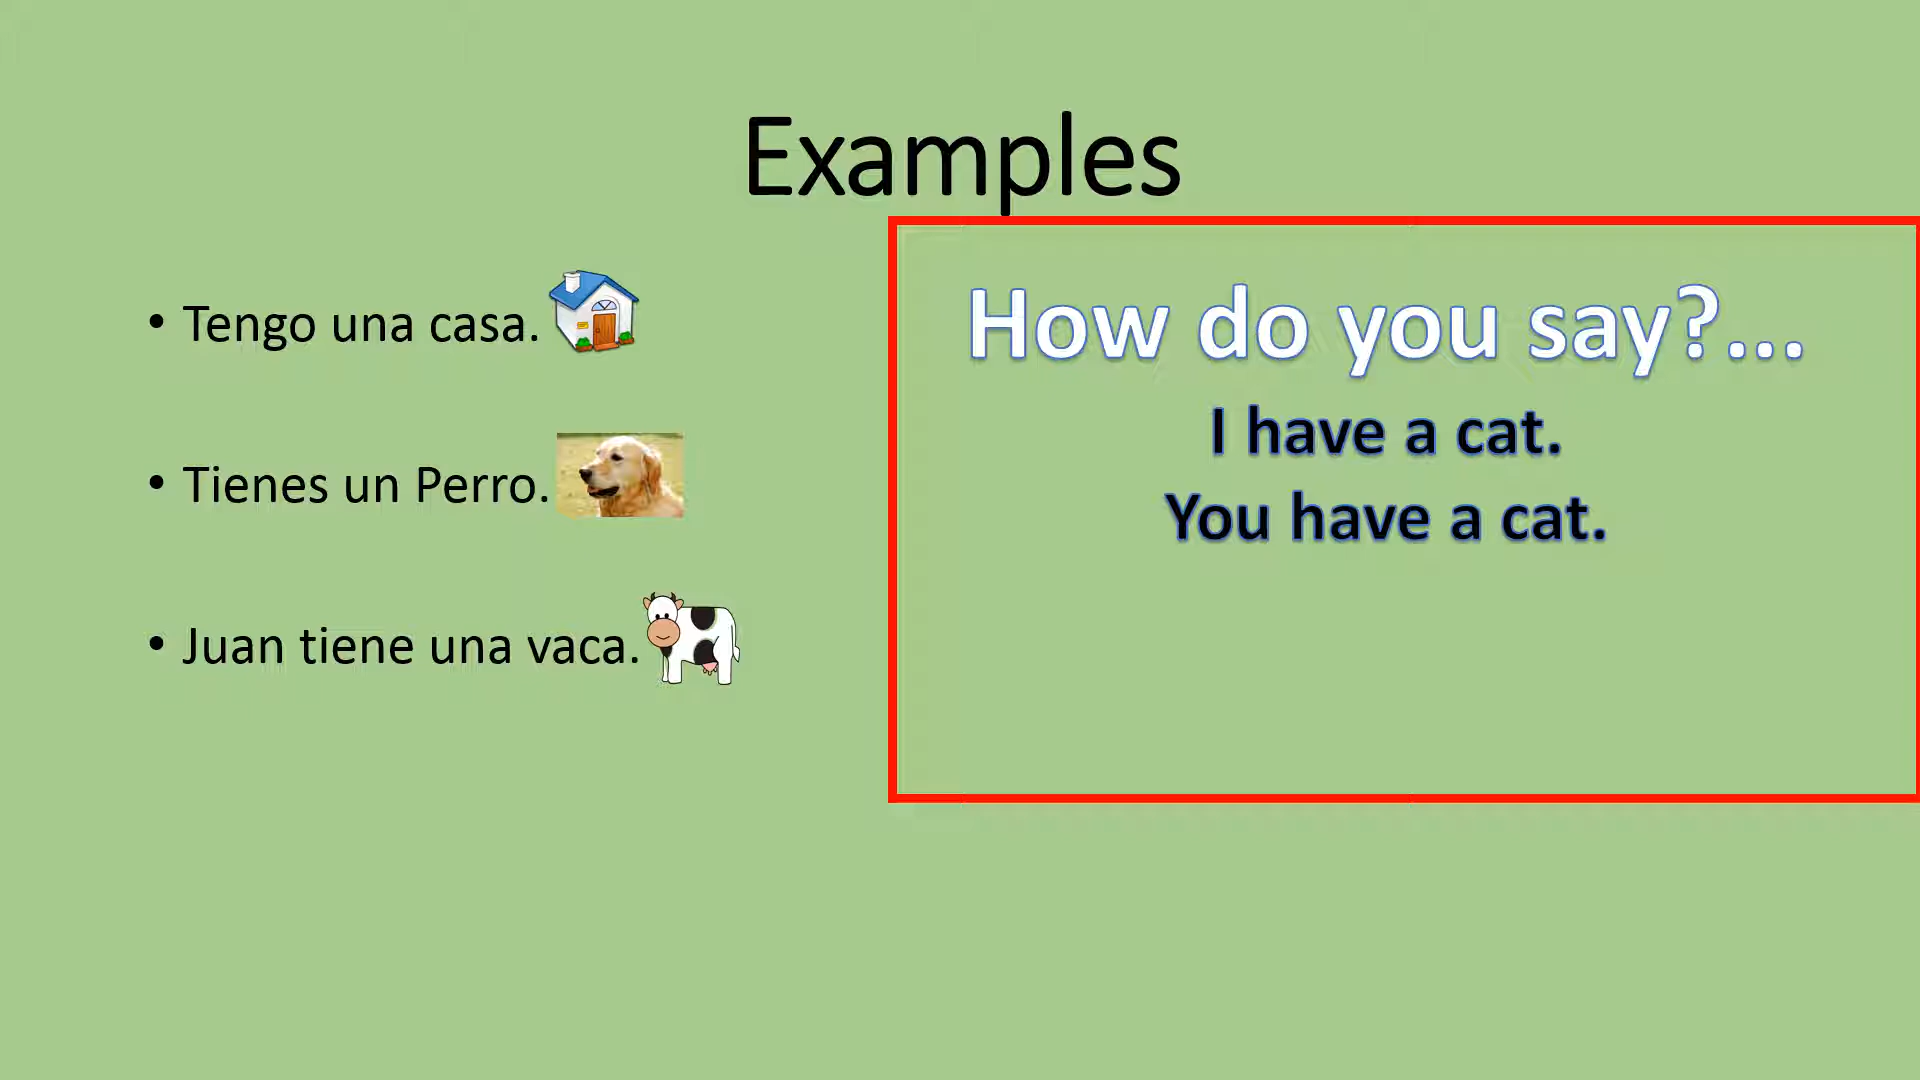 Examples
• Tengo una casa.
• Tienes un Perro.
• Juan tiene una vaca.
How do you say?...
I have a cat.
You have a cat.